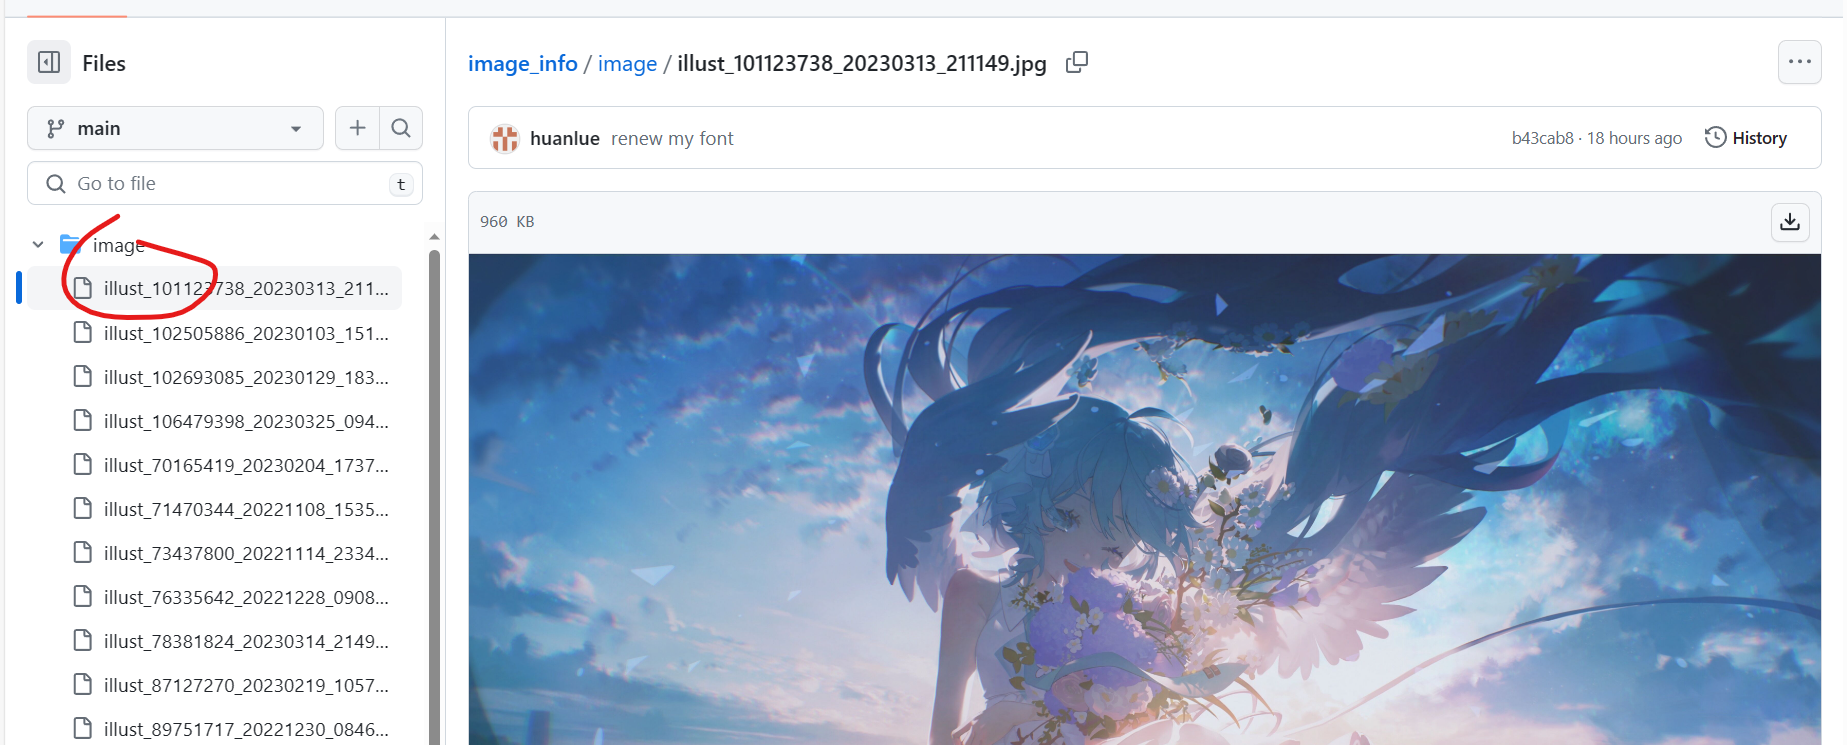 Files
main
Go to file
t
image
illust_101123738_20230313_211...
illust_102505886_20230103_151...
illust_102693085_20230129_183...
illust_106479398_20230325_094...
illust_70165419_20230204_1737...
illust_71470344_20221108_1535...
illust_73437800_20221114_2334...
illust_76335642_20221228_0908...
illust_78381824_20230314_2149...
illust_87127270_20230219_1057...
illust_89751717_20221230_0846...
image_info / image / illust_101123738_20230313_211149.jpg
huanlue renew my font
b43cab8 · 18 hours ago History
960 KB